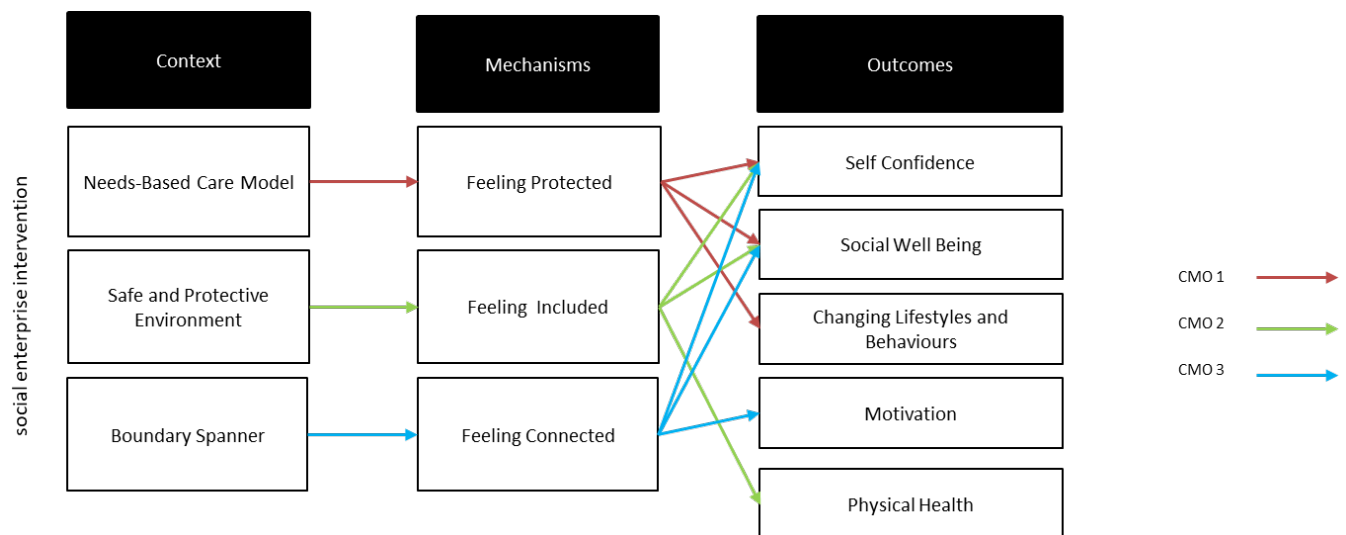 Context
Mechanisms
Outcomes
social enterprise intervention
Needs-Based Care Model
Feeling Protected
Self Confidence
Social Well Being
Safe and Protective
Environment
Feeling  Included
Changing Lifestyles and
Behaviours
Boundary Spanner
Feeling Connected
Motivation
Physical Health
CMO 1
CMO 2
CMO 3